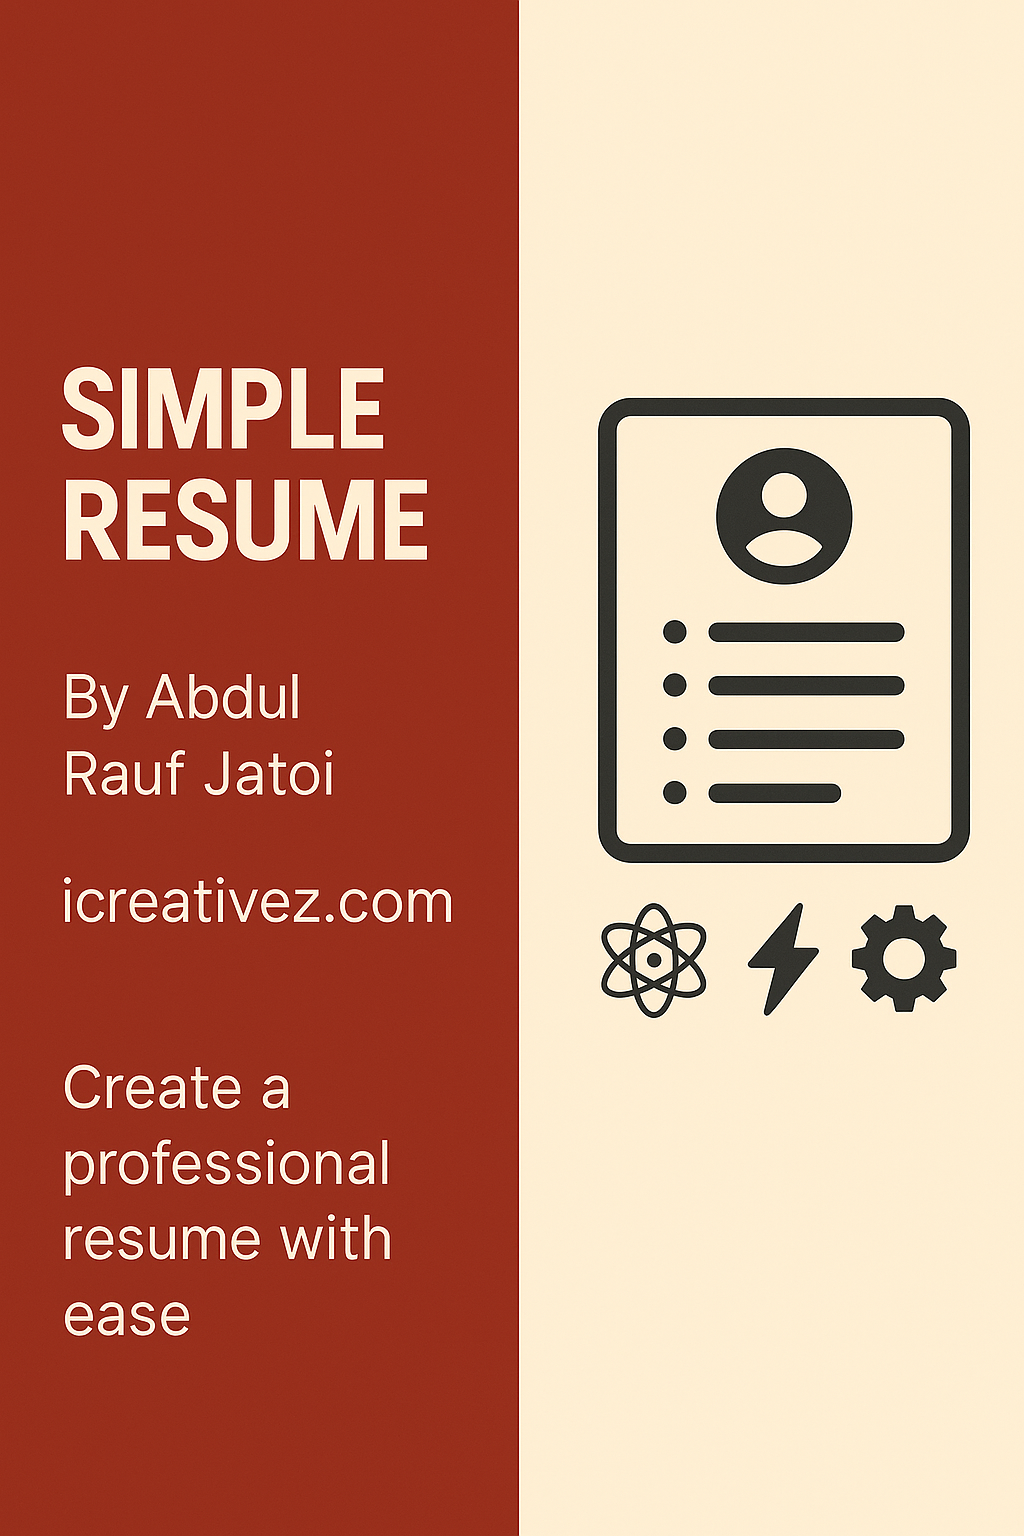 SIMPLE
RESUME
By Abdul
Rauf Jatoi
icreativez.com
Create a
professional
resume with
ease